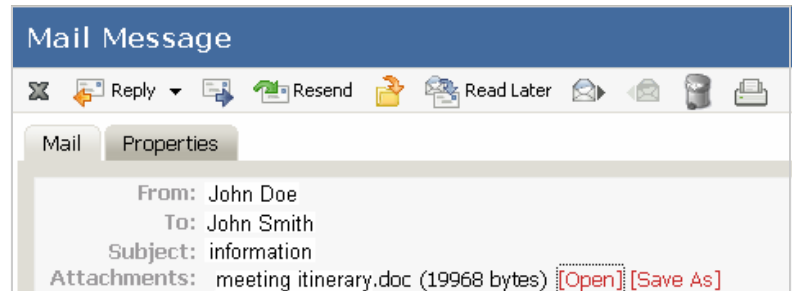 Mail Message
Reply Resend Read Later
Mail Properties
From: John Doe
To: John Smith
Subject: information
Attachments: meeting itinerary.doc (19968 bytes) [Open] [Save As]